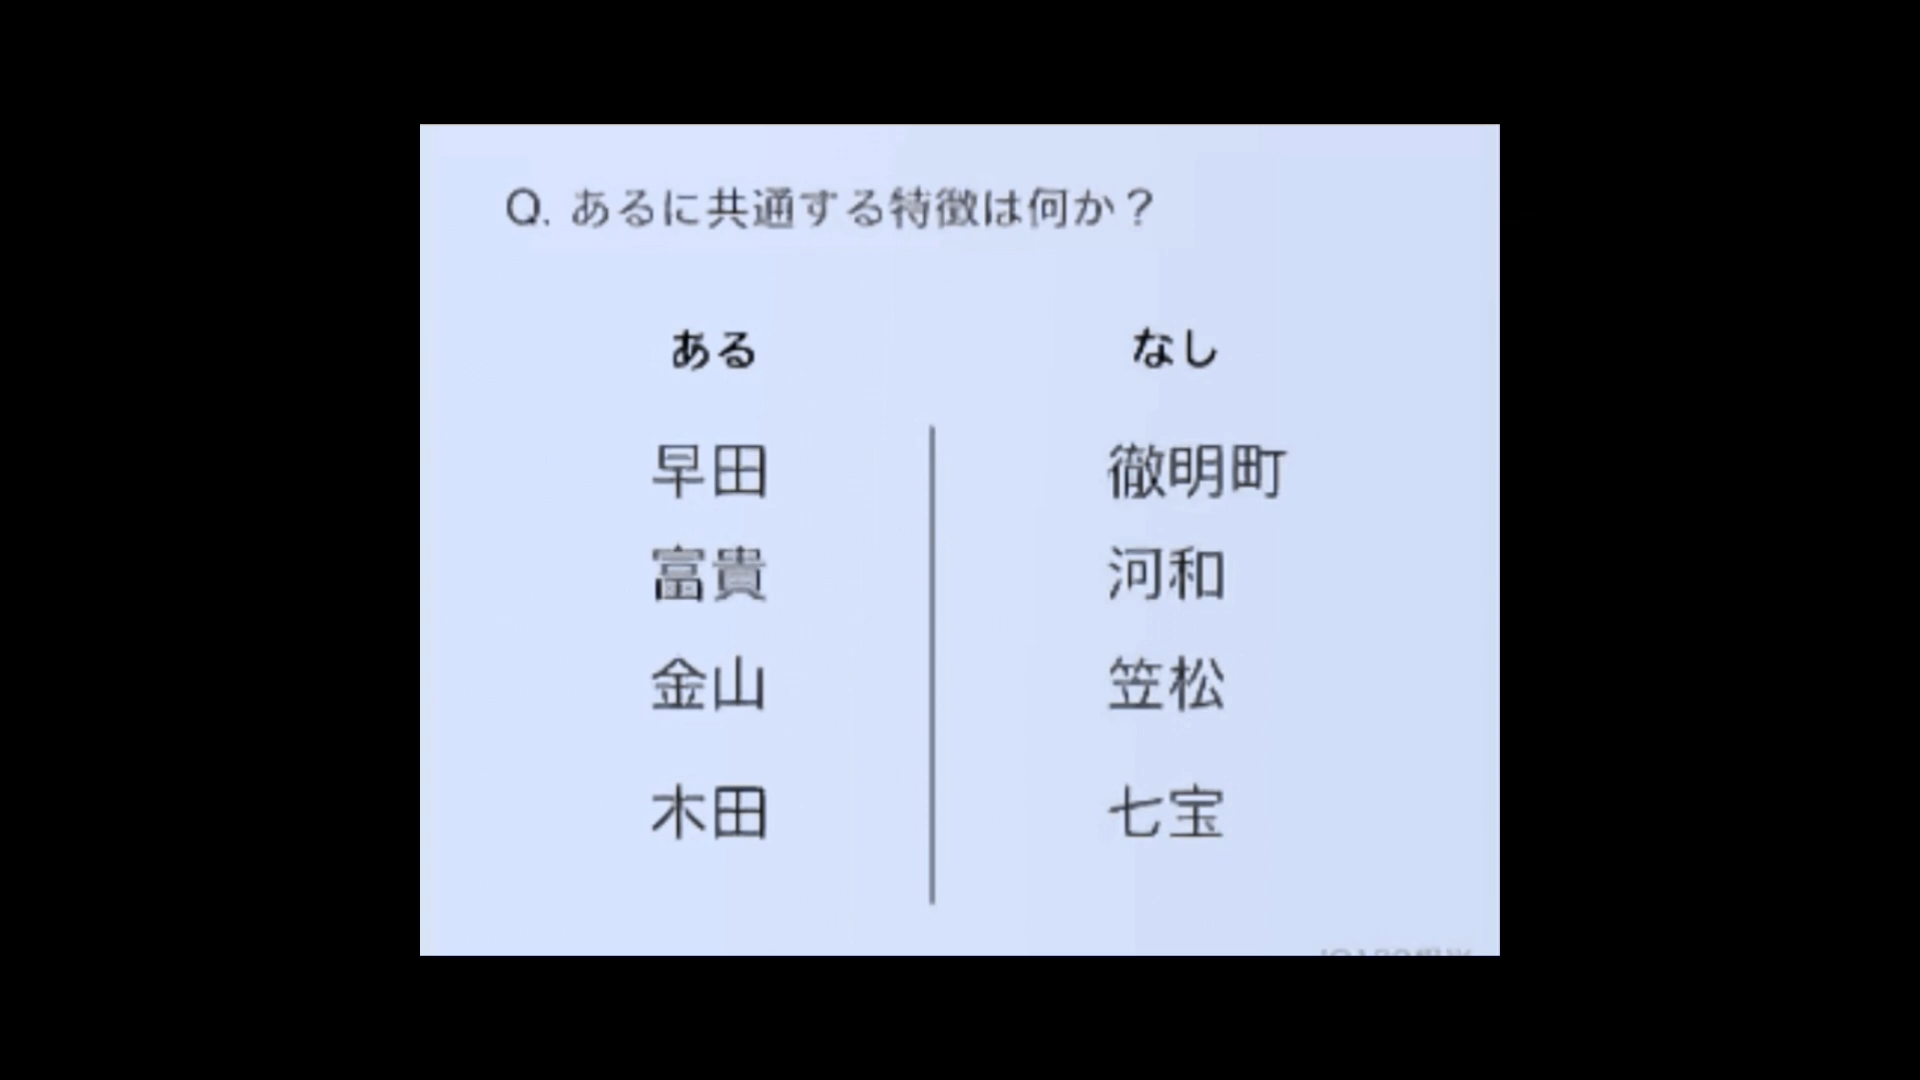 Q. あるに共通する特徴は何か？
ある なし
早田 徹明町
富貴 河和
金山 笠松
木田 七宝